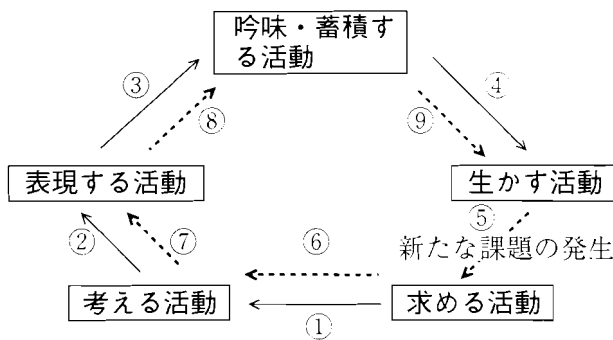 吟味・蓄積す
る活動
③
④
⑧
⑨
表現する活動
生かす活動
②
⑦
⑥
⑤
新たな課題の発生
考える活動
求める活動
①